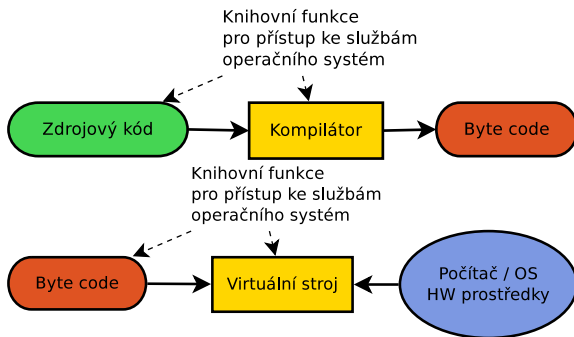 Knihovní funkce
pro přístup ke službám
operačního systém
Zdrojový kód
Kompilátor
Byte code
Knihovní funkce
pro přístup ke službám
operačního systém
Byte code
Virtuální stroj
Počítač / OS
HW prostředky